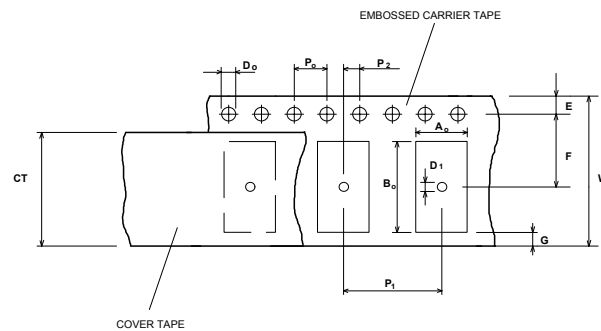 EMBOSSED CARRIER TAPE
Do
Po
P2
E
Ao
F
D1
CT
Bo
W
G
P1
COVER TAPE